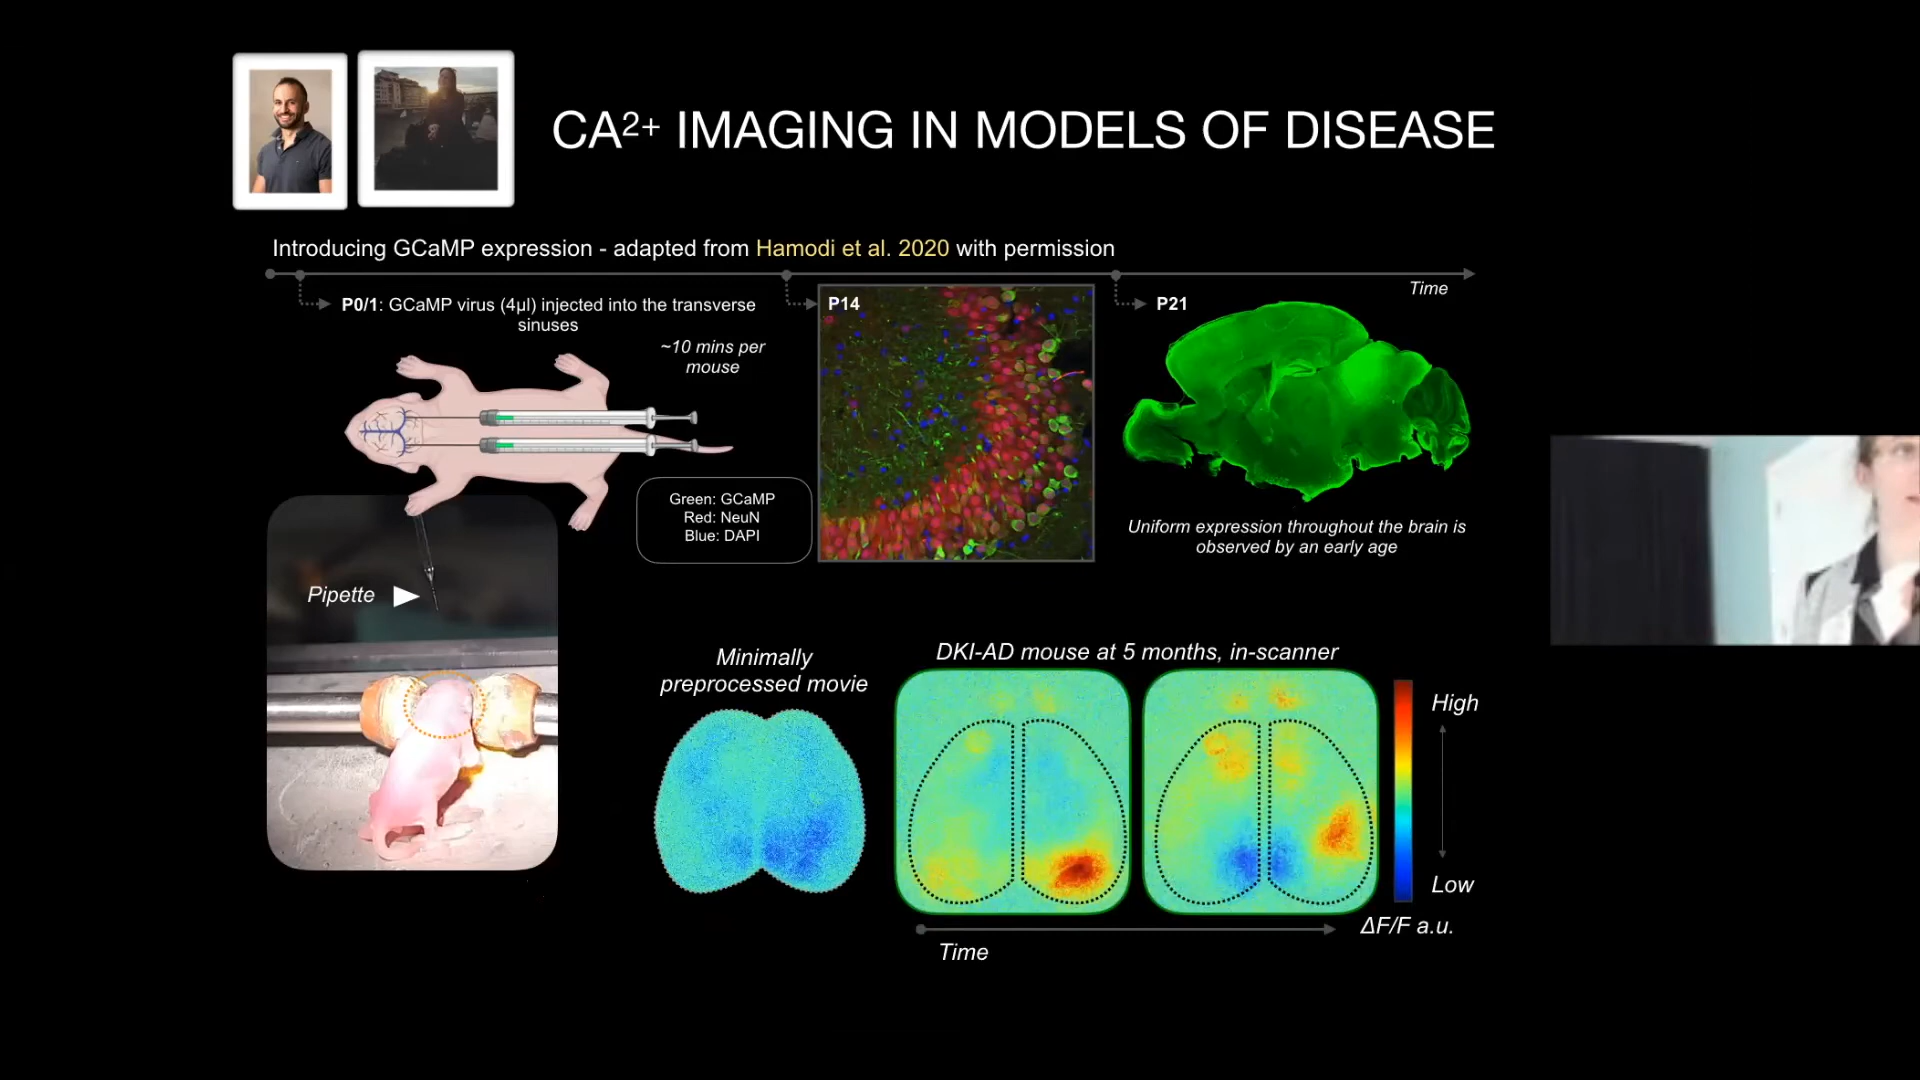 CA2+ IMAGING IN MODELS OF DISEASE
Introducing GCaMP expression - adapted from Hamodi et al. 2020 with permission
Time
P0/1: GCaMP virus (4µl) injected into the transverse
sinuses
~10 mins per
mouse
P14
P21
Green: GCaMP
Red: NeuN
Blue: DAPI
Uniform expression throughout the brain is
observed by an early age
Pipette
Minimally
preprocessed movie
DKI-AD mouse at 5 months, in-scanner
High
Low
ΔF/F a.u.
Time